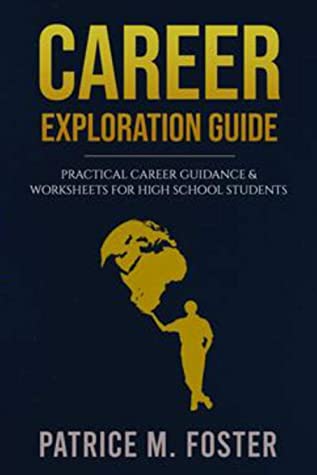 CAREER
EXPLORATION GUIDE
PRACTICAL CAREER GUIDANCE &
WORKSHEETS FOR HIGH SCHOOL STUDENTS
PATRICE M. FOSTER